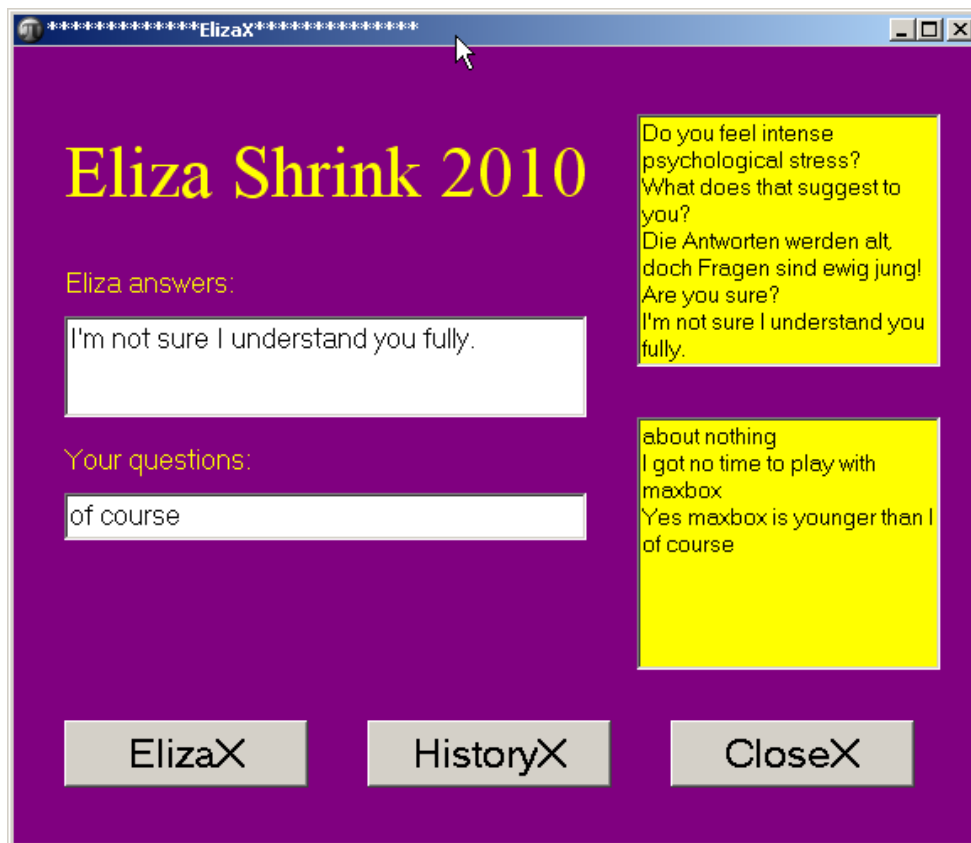 **************ElizaX***************
Eliza Shrink 2010
Eliza answers:
I'm not sure I understand you fully.
Your questions:
of course
Do you feel intense
psychological stress?
What does that suggest to
you?
Die Antworten werden alt,
doch Fragen sind ewig jung!
Are you sure?
I'm not sure I understand you
fully.
about nothing
I got no time to play with
maxbox
Yes maxbox is younger than I
of course
ElizaX
HistoryX
CloseX